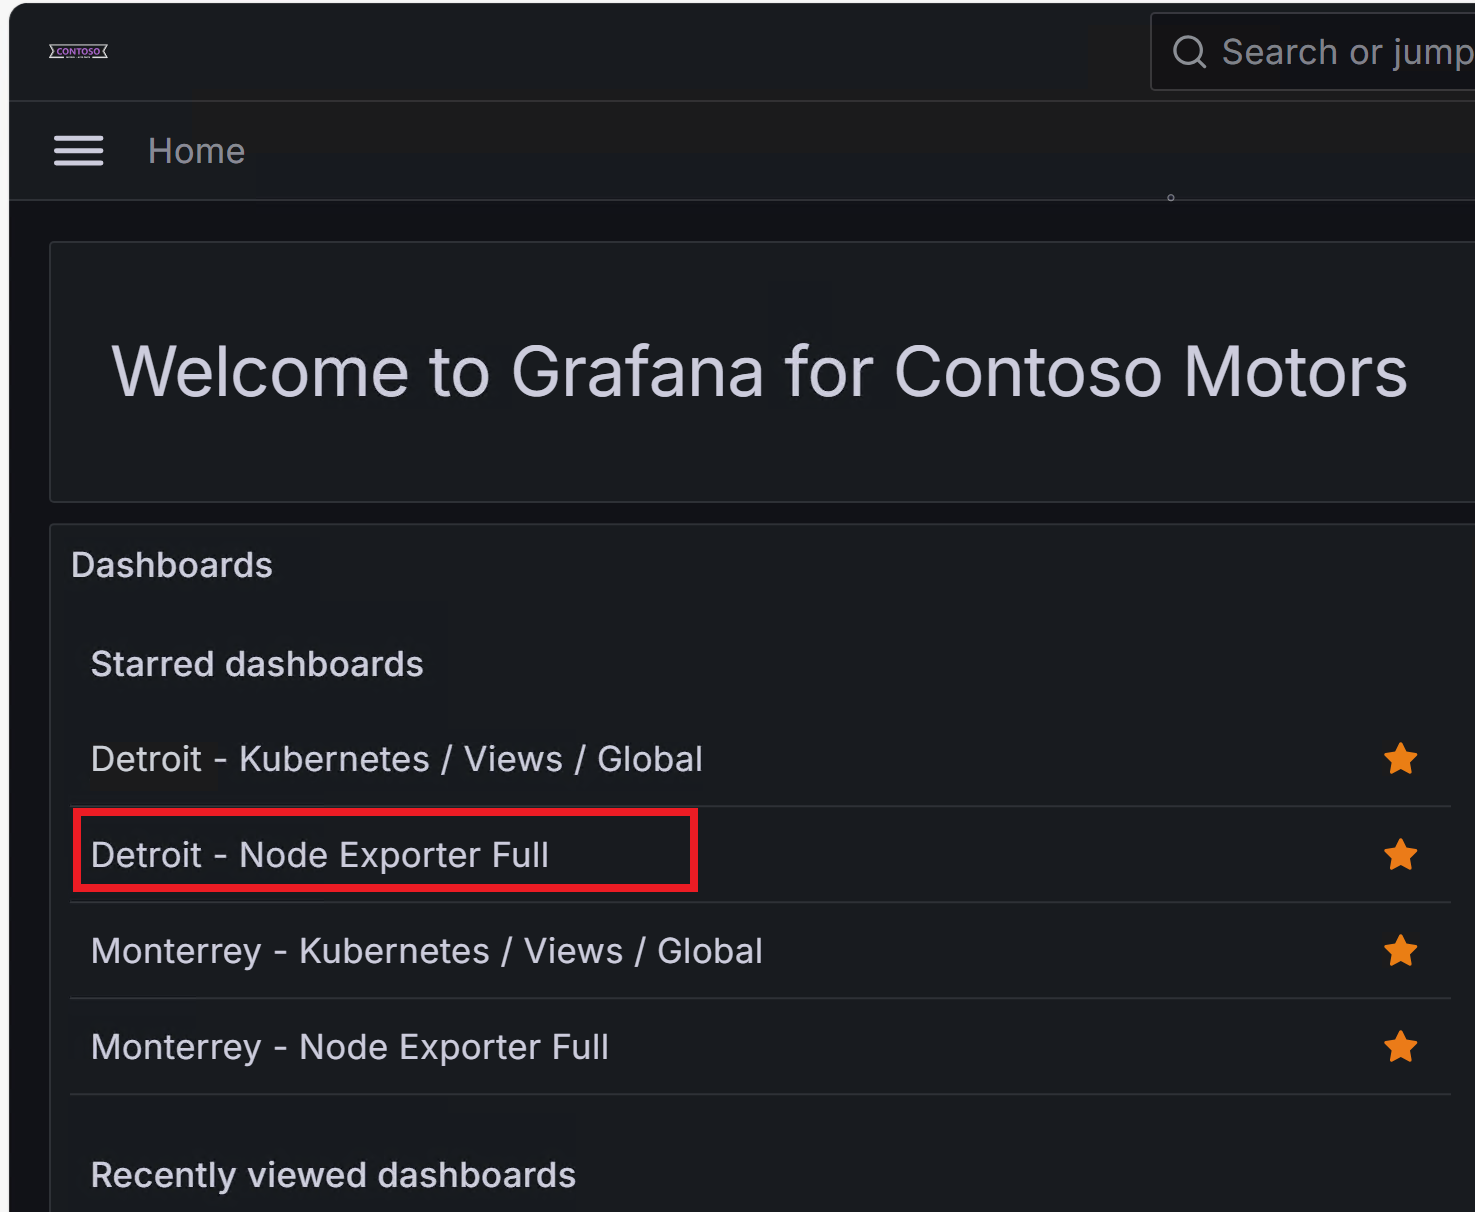 CONTOSO
Search or jump
Home
Welcome to Grafana for Contoso Motors
Dashboards
Starred dashboards
Detroit - Kubernetes / Views / Global
Detroit - Node Exporter Full
Monterrey - Kubernetes / Views / Global
Monterrey - Node Exporter Full
Recently viewed dashboards